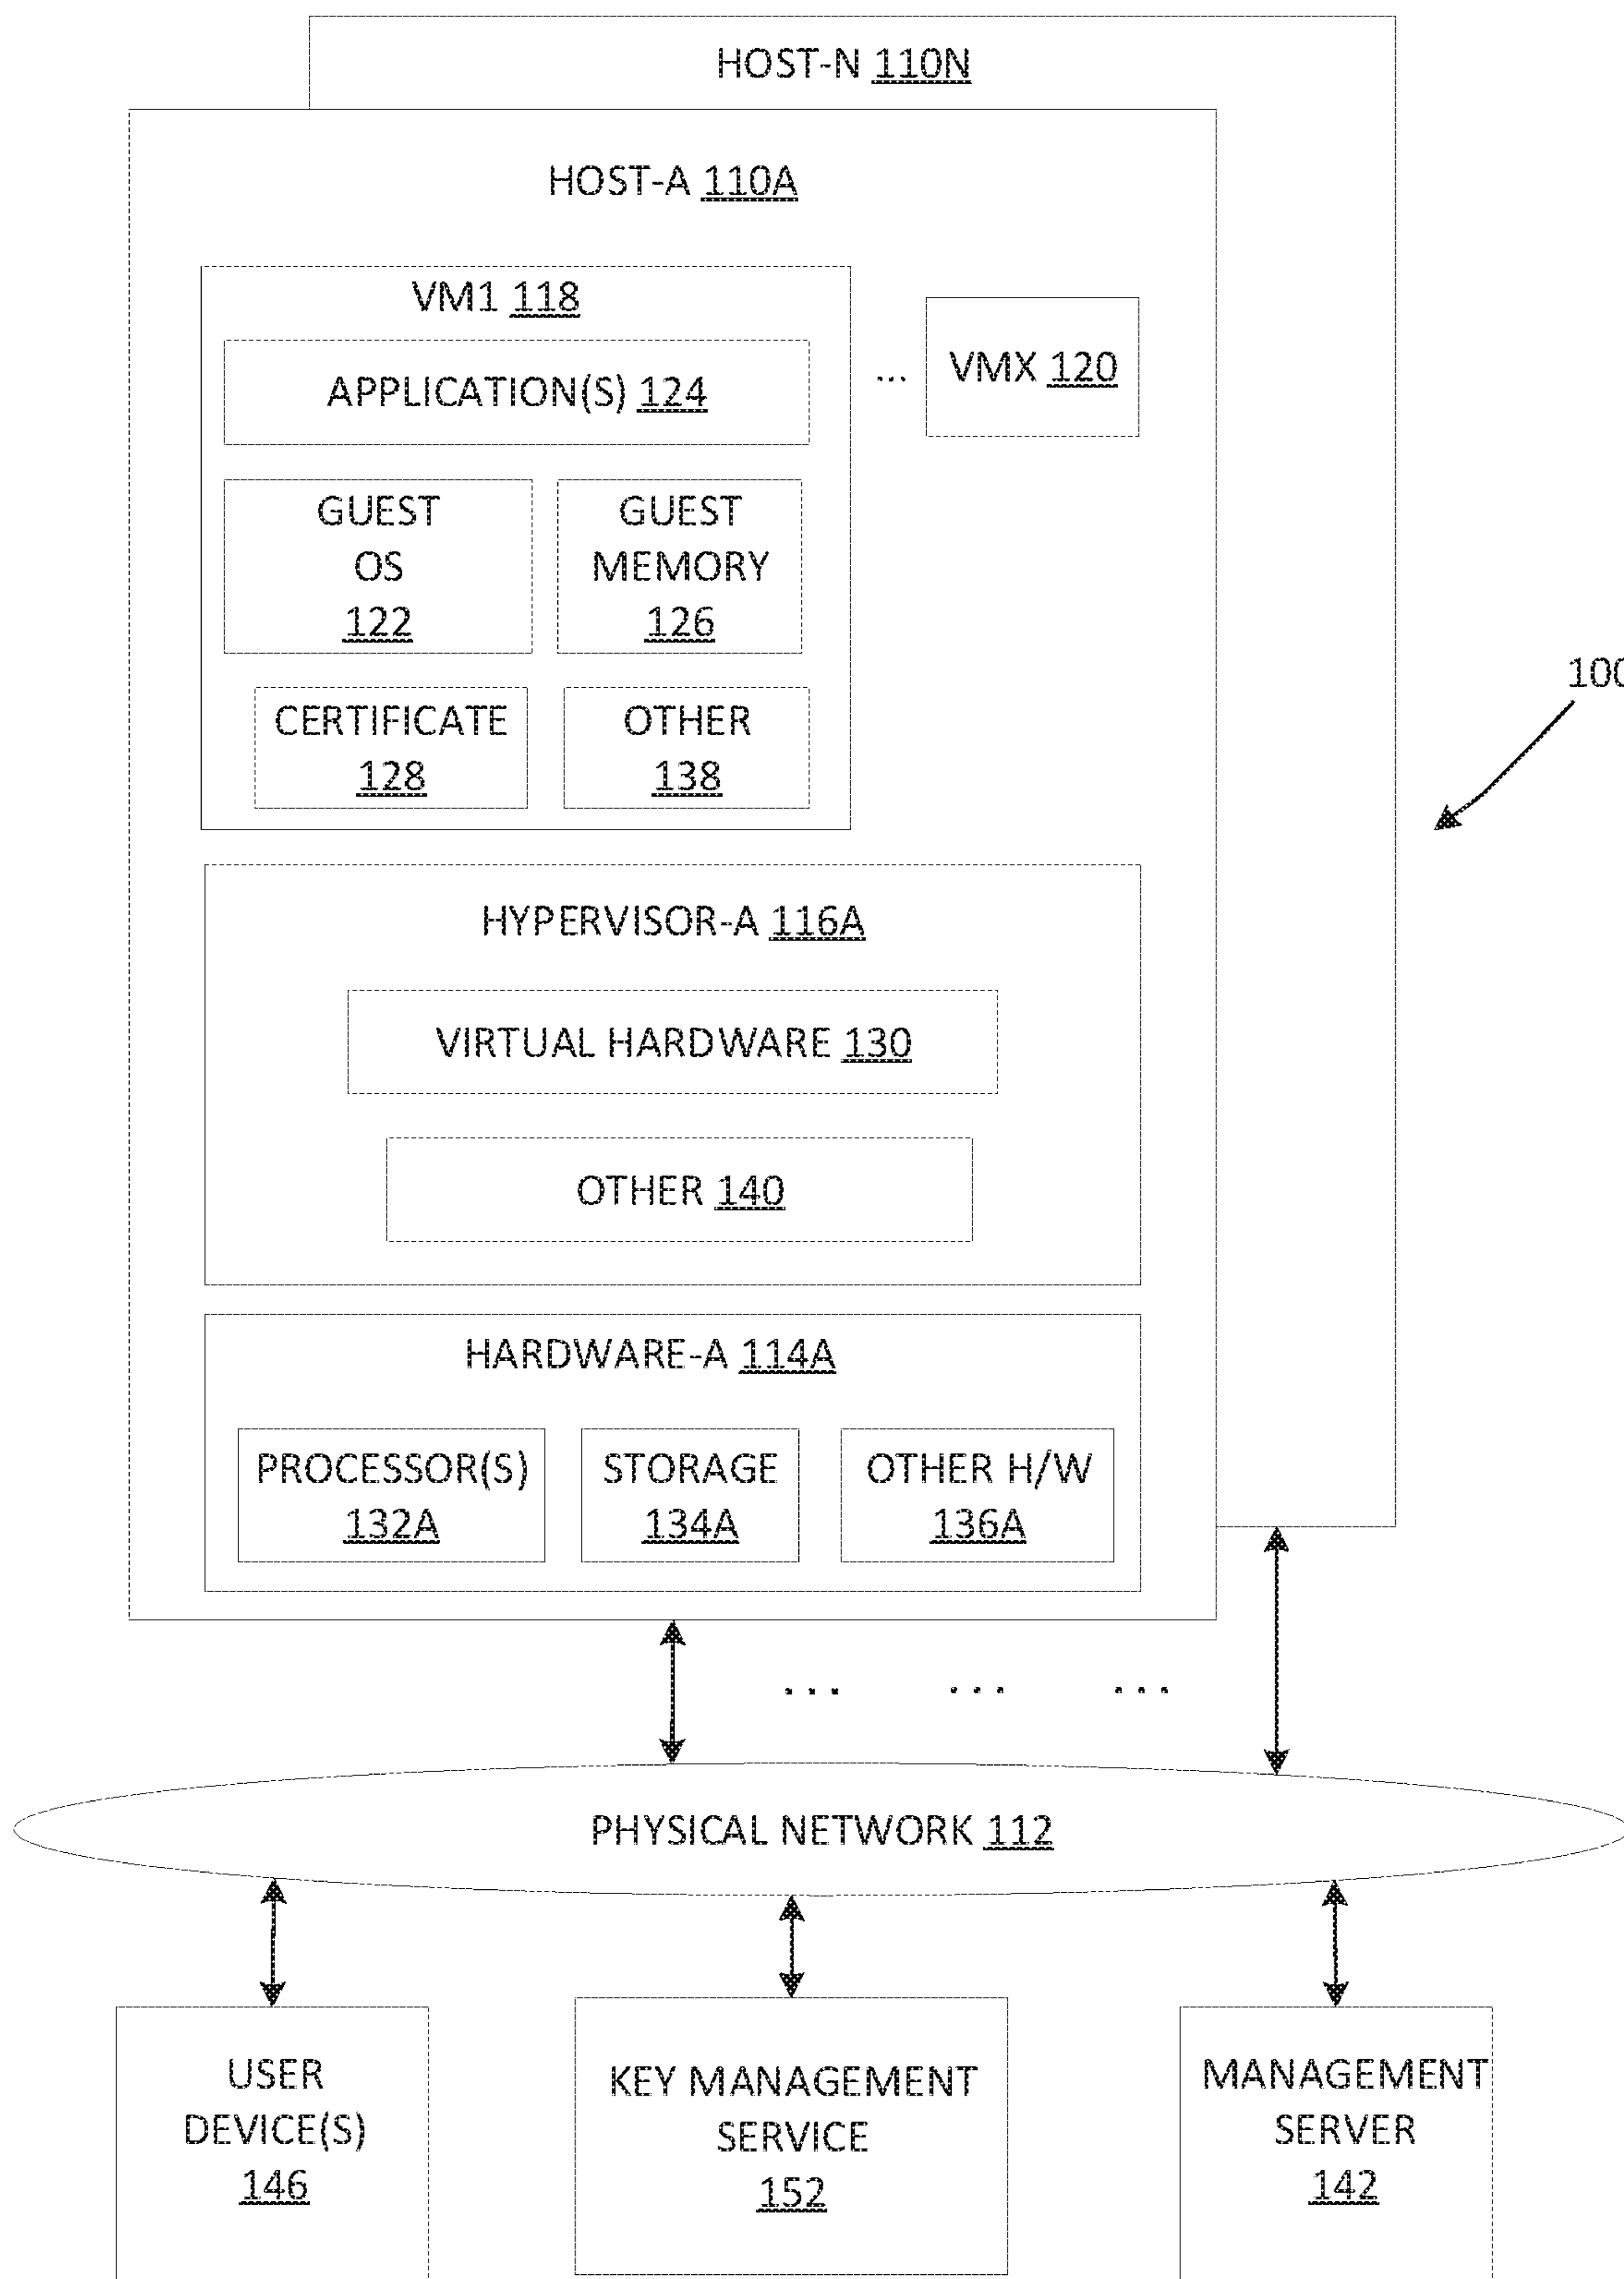 HOST-N 110N
HOST-A 110A
VM1 118
APPLICATION(S) 124
... VMX 120
GUEST
OS
122
GUEST
MEMORY
126
CERTIFICATE
128
OTHER
138
100
HYPERVISOR-A 116A
VIRTUAL HARDWARE 130
OTHER 140
HARDWARE-A 114A
PROCESSOR(S)
132A
STORAGE
134A
OTHER H/W
136A
... ... ...
PHYSICAL NETWORK 112
USER
DEVICE(S)
146
KEY MANAGEMENT
SERVICE
152
MANAGEMENT
SERVER
142